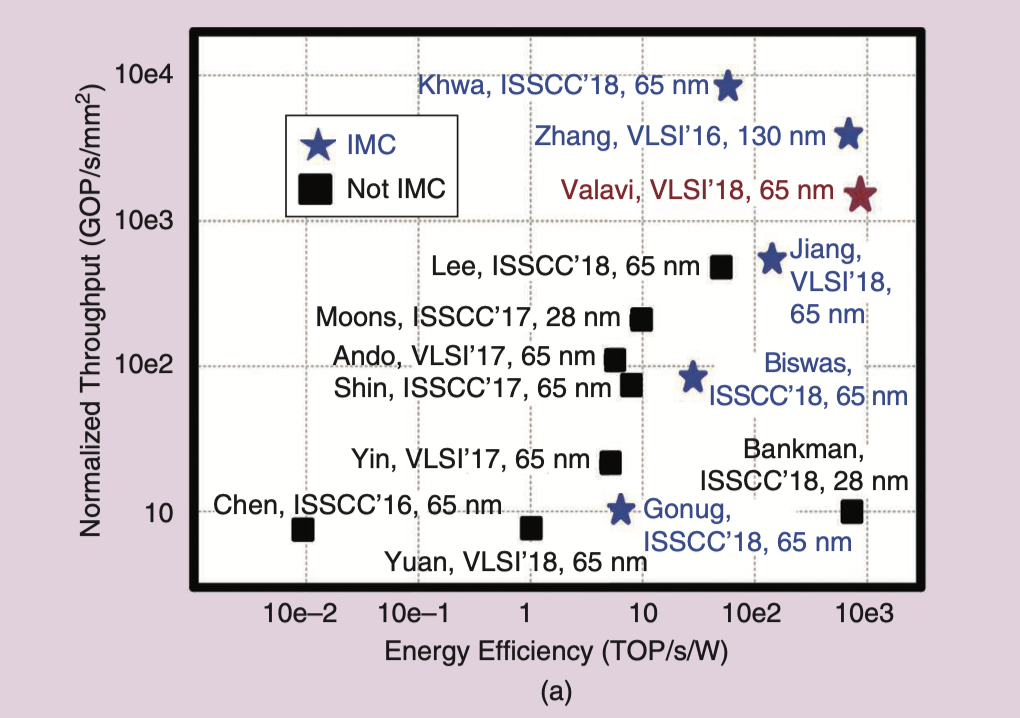 10e4
10e3
10e2
10
Normalized Throughput (GOP/s/mm²)
IMC
Not IMC
Khwa, ISSCC'18, 65 nm
Zhang, VLSI'16, 130 nm
Valavi, VLSI'18, 65 nm
Lee, ISSCC'18, 65 nm
Jiang,
VLSI'18,
65 nm
Moons, ISSCC'17, 28 nm
Ando, VLSI'17, 65 nm
Shin, ISSCC'17, 65 nm
Biswas,
ISSCC'18, 65 nm
Yin, VLSI'17, 65 nm
Bankman,
ISSCC'18, 28 nm
Chen, ISSCC'16, 65 nm
Gonug,
ISSCC'18, 65 nm
Yuan, VLSI'18, 65 nm
10e–2 10e–1 1 10 10e2 10e3
Energy Efficiency (TOP/s/W)
(a)